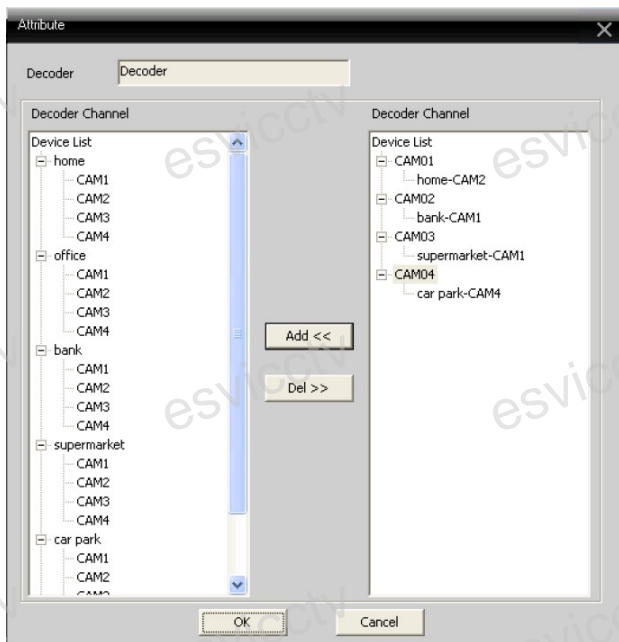 Attribute
Decoder Decoder
Decoder Channel
Device List
home
CAM1
CAM2
CAM3
CAM4
office
CAM1
CAM2
CAM3
CAM4
bank
CAM1
CAM2
CAM3
CAM4
supermarket
CAM1
CAM2
CAM3
CAM4
car park
CAM1
CAM2
Add <<
Del >>
Decoder Channel
Device List
CAM01
home-CAM2
CAM02
bank-CAM1
CAM03
supermarket-CAM1
CAM04
car park-CAM4
OK
Cancel
esvicctv
esvicctv